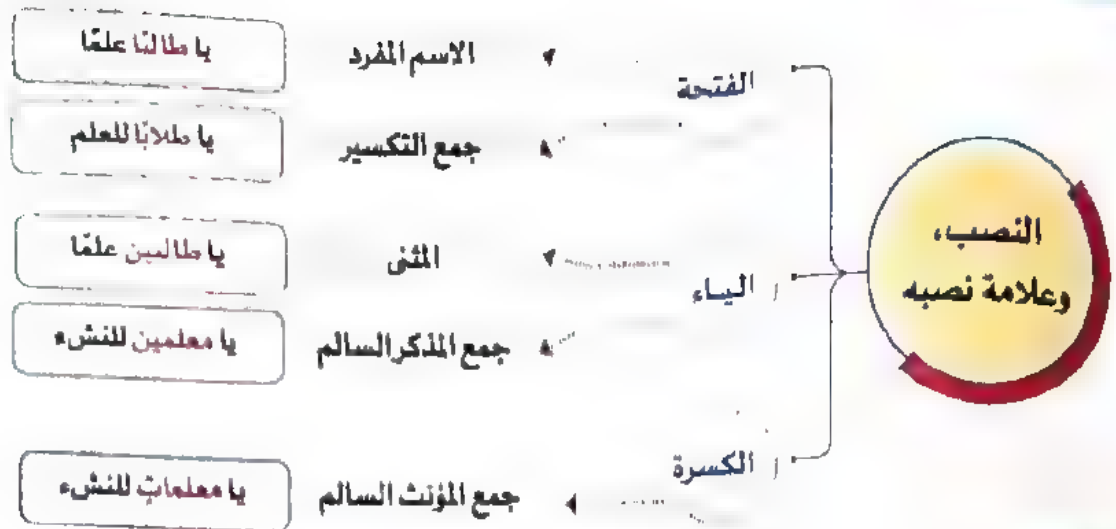 النصب،
وعلامة نصبه
الفتحة
الاسم المفرد
يا طالبًا علمًا
جمع التكسير
يا طلابًا للعلم
الياء
المثنى
يا طالبين علمًا
جمع المذكر السالم
يا معلمين للنشء
الكسرة
جمع المؤنث السالم
يا معلماتٍ للنشء